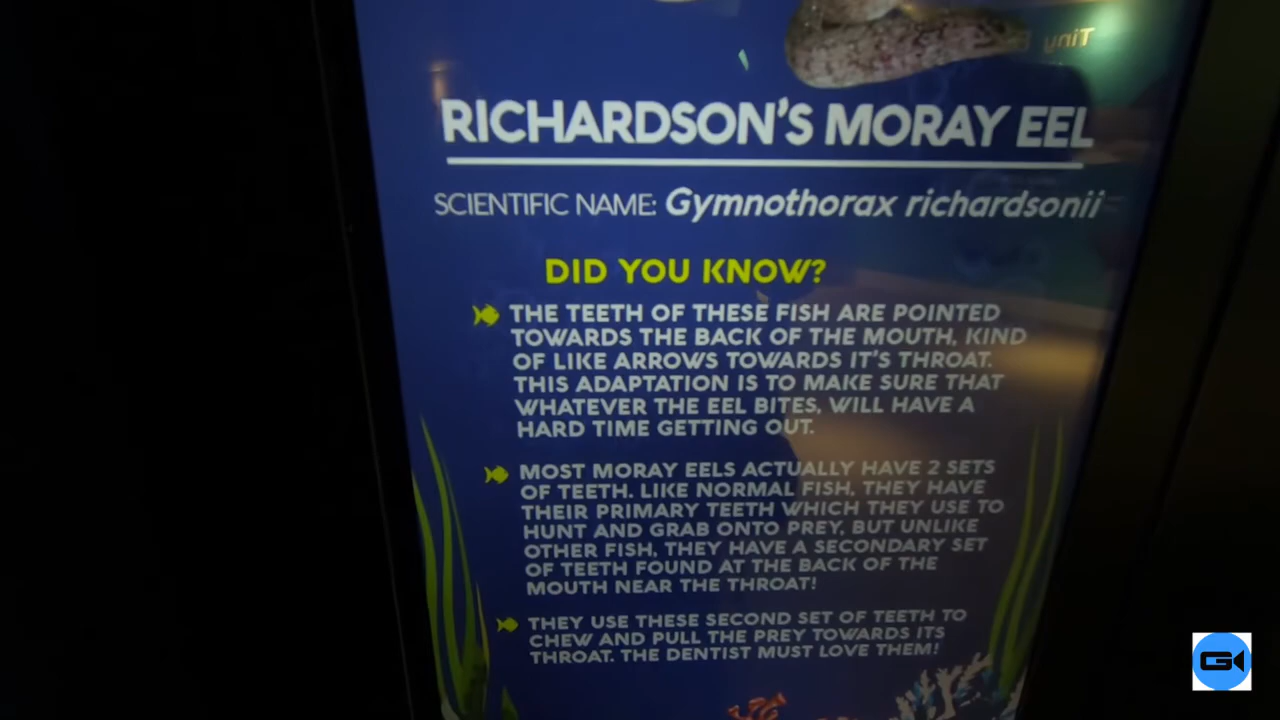 Tiny
RICHARDSON'S MORAY EEL
SCIENTIFIC NAME: Gymnothorax richardsonii
DID YOU KNOW?
THE TEETH OF THESE FISH ARE POINTED
TOWARDS THE BACK OF THE MOUTH, KIND
OF LIKE ARROWS TOWARDS IT'S THROAT.
THIS ADAPTATION IS TO MAKE SURE THAT
WHATEVER THE EEL BITES, WILL HAVE A
HARD TIME GETTING OUT.
MOST MORAY EELS ACTUALLY HAVE 2 SETS
OF TEETH. LIKE NORMAL FISH, THEY HAVE
THEIR PRIMARY TEETH WHICH THEY USE TO
HUNT AND GRAB ONTO PREY, BUT UNLIKE
OTHER FISH, THEY HAVE A SECONDARY SET
OF TEETH FOUND AT THE BACK OF THE
MOUTH NEAR THE THROAT!
THEY USE THESE SECOND SET OF TEETH TO
CHEW AND PULL THE PREY TOWARDS ITS
THROAT. THE DENTIST MUST LOVE THEM!
G